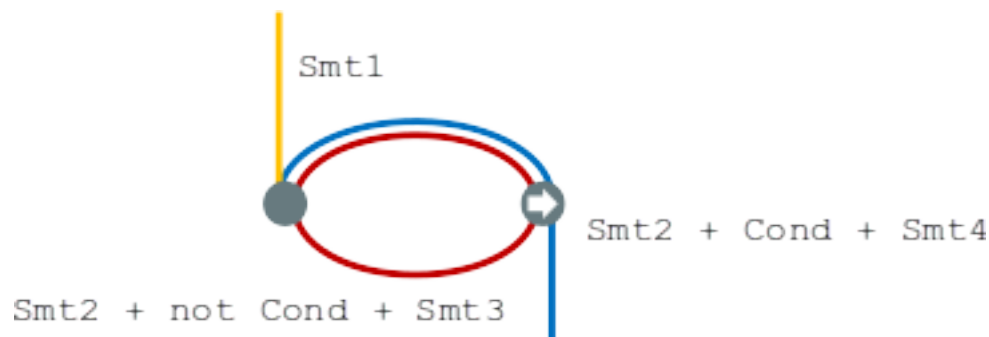 Smt1
Smt2 + Cond + Smt4
Smt2 + not Cond + Smt3